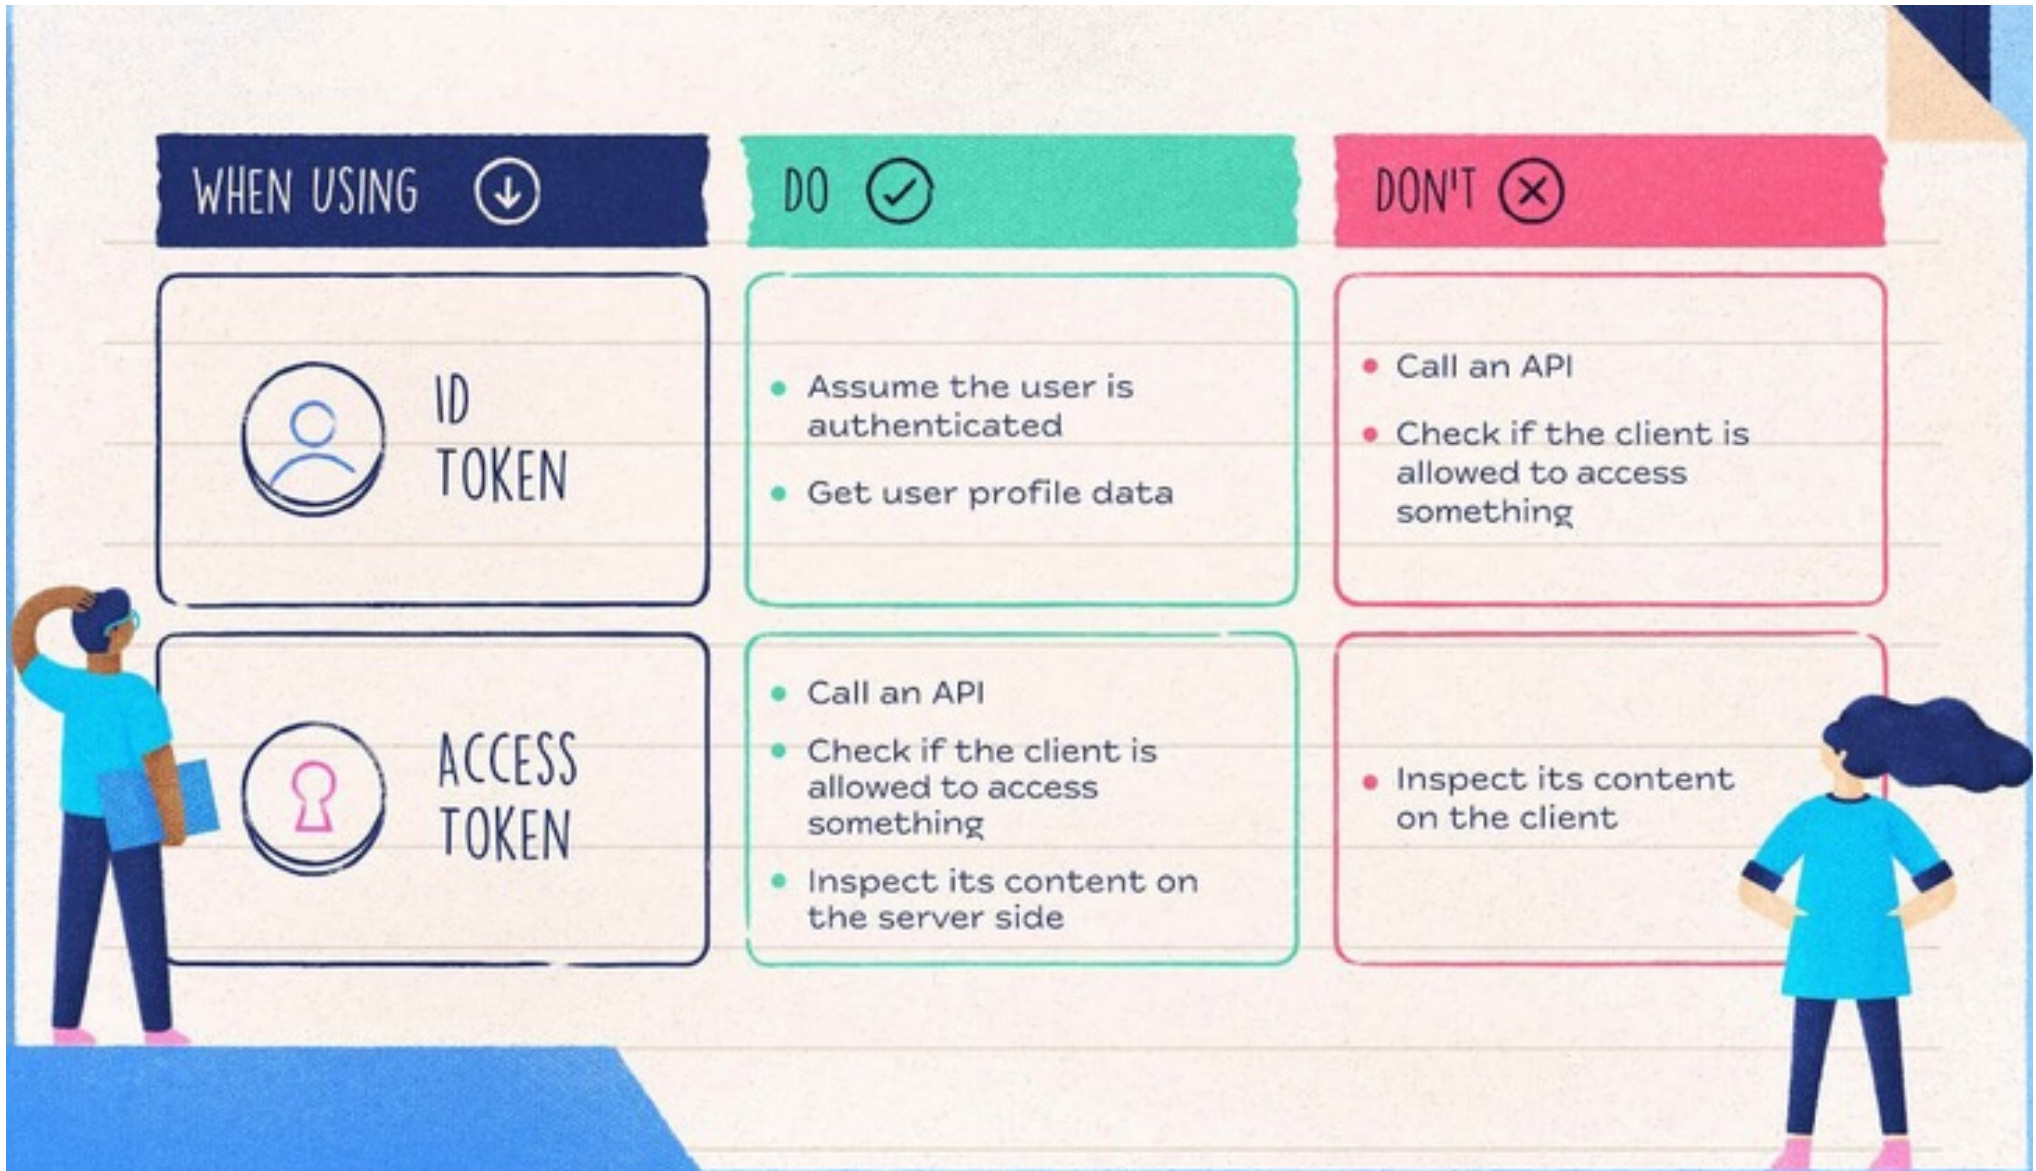 WHEN USING
DO
DON'T
ID
TOKEN
Assume the user is
authenticated
Get user profile data
Call an API
Check if the client is
allowed to access
something
ACCESS
TOKEN
Call an API
Check if the client is
allowed to access
something
Inspect its content on
the server side
Inspect its content
on the client